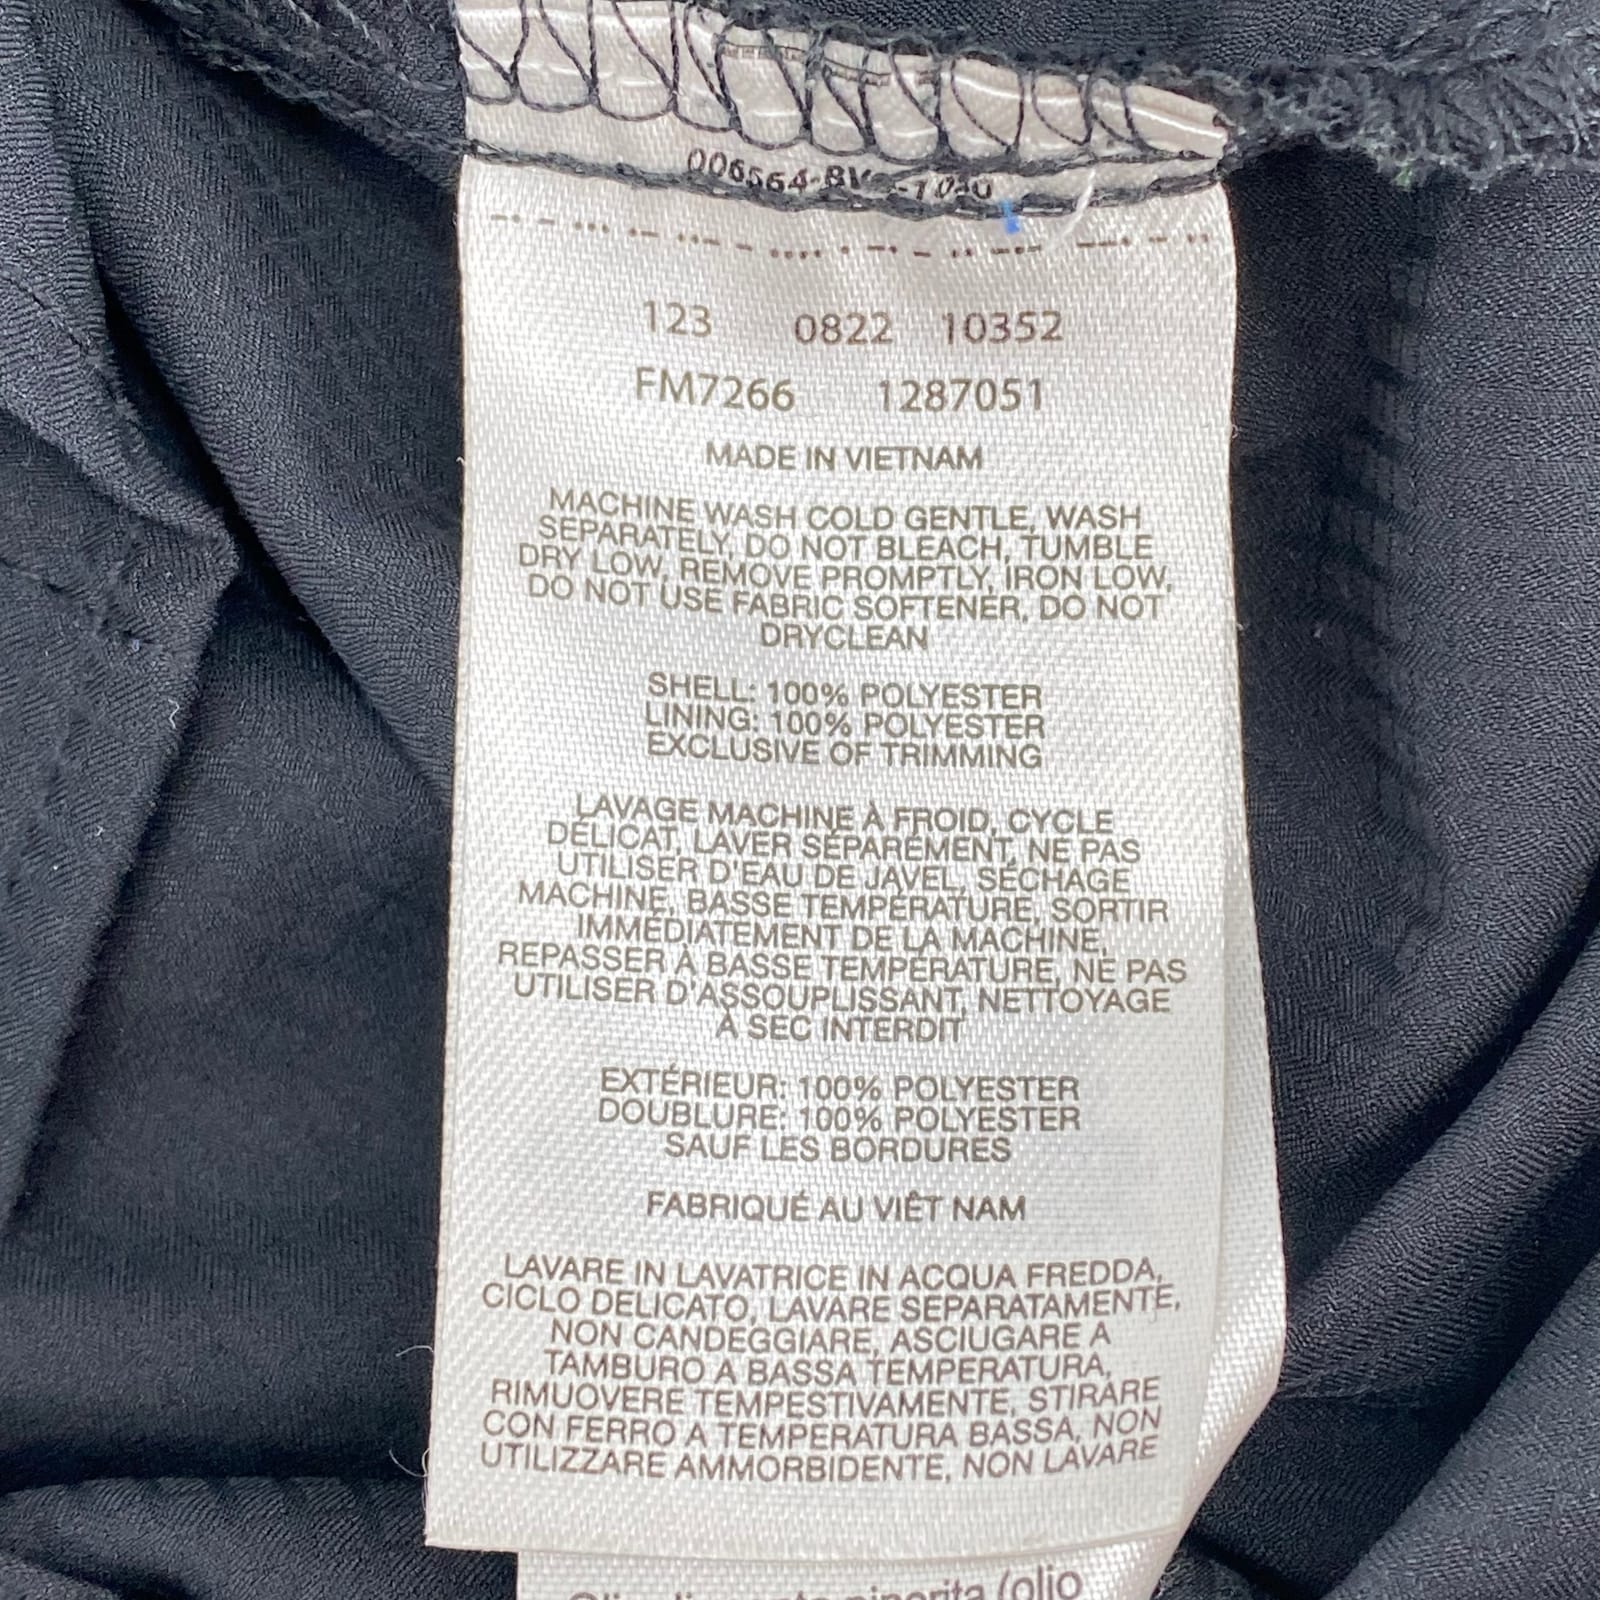 123 0822 10352
FM7266 1287051
MADE IN VIETNAM
MACHINE WASH COLD GENTLE, WASH
SEPARATELY, DO NOT BLEACH, TUMBLE
DRY LOW, REMOVE PROMPTLY, IRON LOW,
DO NOT USE FABRIC SOFTENER, DO NOT
DRYCLEAN
SHELL: 100% POLYESTER
LINING: 100% POLYESTER
EXCLUSIVE OF TRIMMING
LAVAGE MACHINE À FROID, CYCLE
DÉLICAT, LAVER SÉPARÉMENT, NE PAS
UTILISER D'EAU DE JAVEL, SÉCHAGE
MACHINE, BASSE TEMPÉRATURE, SORTIR
IMMÉDIATEMENT DE LA MACHINE,
REPASSER À BASSE TEMPÉRATURE, NE PAS
UTILISER D'ASSOUPLISSANT, NETTOYAGE
À SEC INTERDIT
EXTÉRIEUR: 100% POLYESTER
DOUBLURE: 100% POLYESTER
SAUF LES BORDURES
FABRIQUÉ AU VIÊT NAM
LAVARE IN LAVATRICE IN ACQUA FREDDA,
CICLO DELICATO, LAVARE SEPARATAMENTE,
NON CANDEGGIARE, ASCIUGARE A
TAMBURO A BASSA TEMPERATURA,
RIMUOVERE TEMPESTIVAMENTE, STIRARE
CON FERRO A TEMPERATURA BASSA, NON
UTILIZZARE AMMORBIDENTE, NON LAVARE
(olio